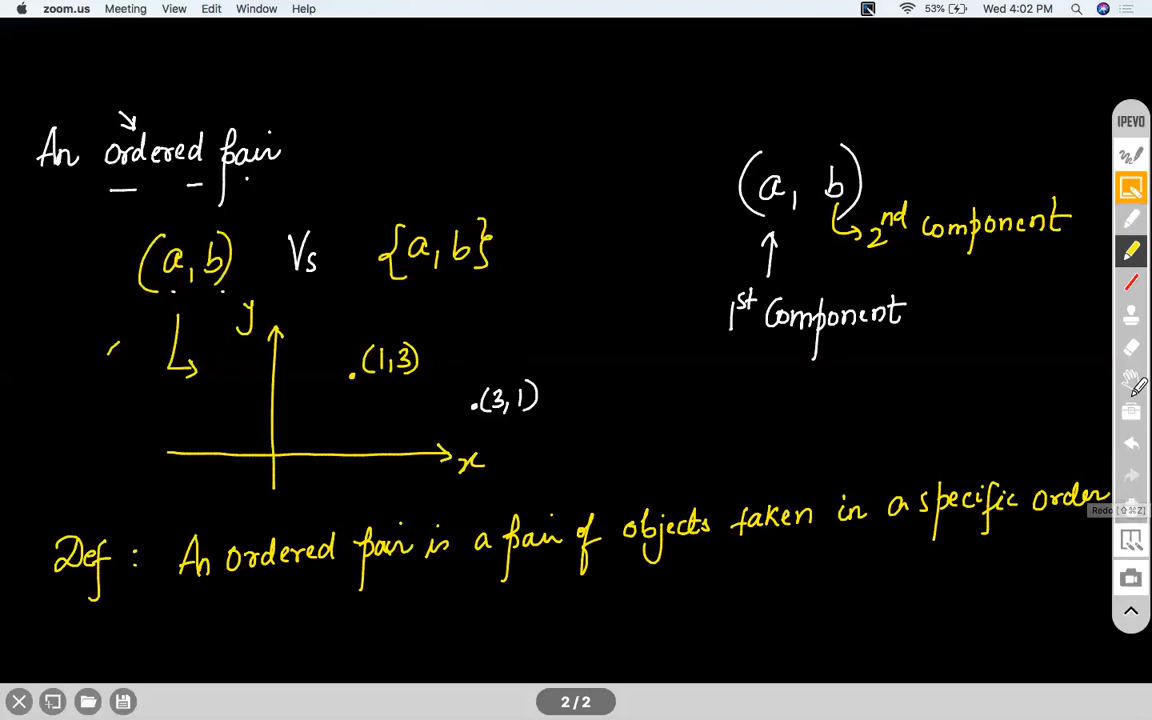 zoom.us Meeting View Edit Window Help 53% Wed 4:02 PM
An ordered pair
(a, b) Vs {a, b}
(a, b)
2nd component
1st Component
y
(1,3)
(3,1)
x
Def : An ordered pair is a pair of objects taken in a specific order
IPEVO
Redo [⇧⌘Z]
2 / 2